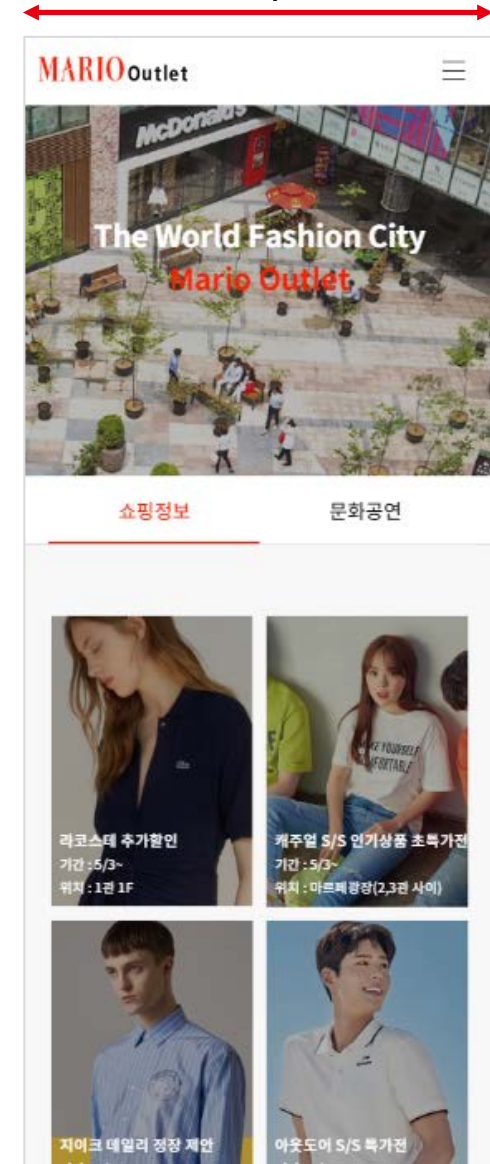 MARIO Outlet
McDonald's
The World Fashion City
Mario Outlet
쇼핑정보
문화공연
라코스테 추가할인
기간 : 5/3~
위치 : 1관 1F
캐주얼 S/S 인기상품 초특가전
기간 : 5/3~
위치 : 마르페광장(2,3관 사이)
지이크 데일리 정장 제안
아웃도어 S/S 특가전